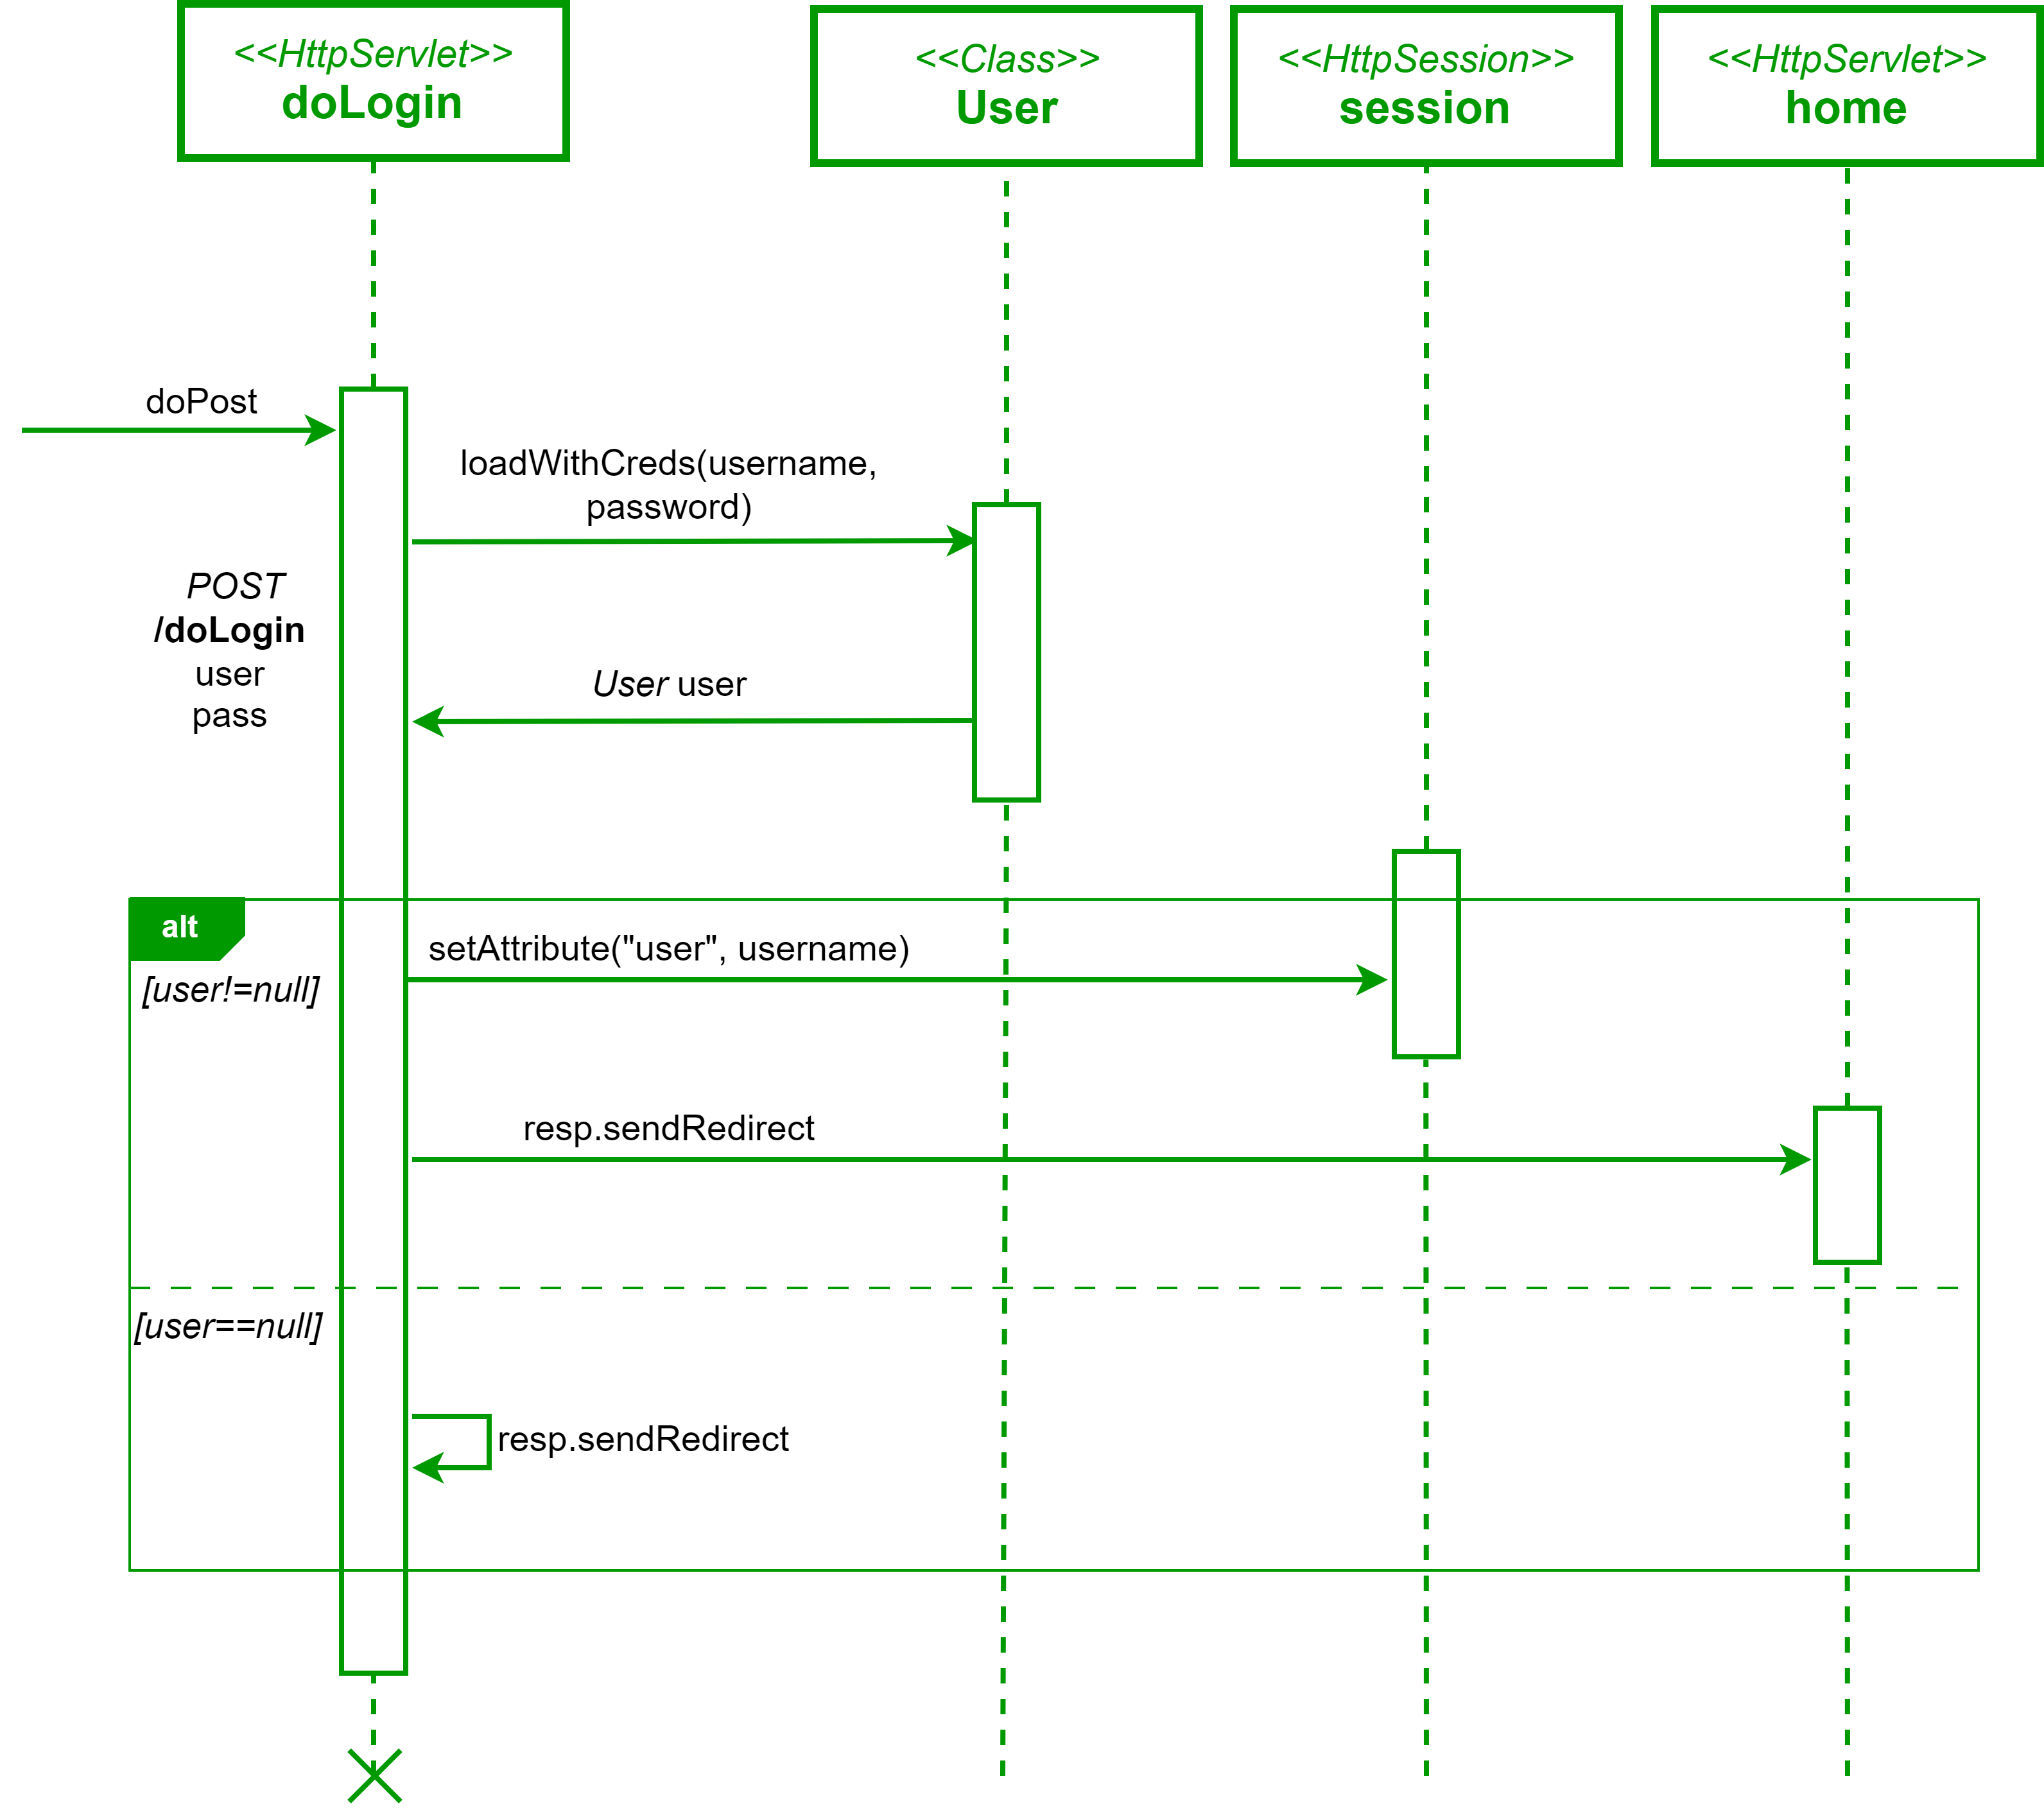 <<HttpServlet>>
doLogin
<<Class>>
User
<<HttpSession>>
session
<<HttpServlet>>
home
doPost
loadWithCreds(username,
password)
POST
/doLogin
user
pass
User user
alt
[user!=null]
setAttribute("user", username)
resp.sendRedirect
[user==null]
resp.sendRedirect